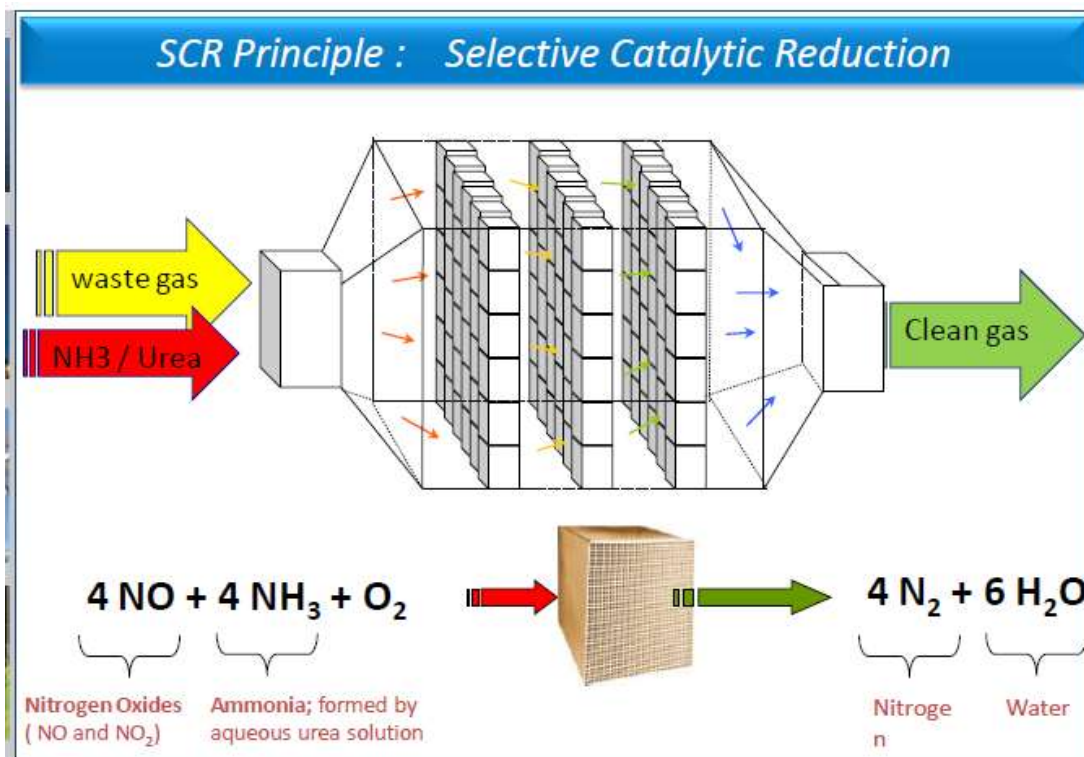 SCR Principle : Selective Catalytic Reduction
waste gas
NH3 / Urea
Clean gas
4 NO + 4 NH₃ + O₂
4 N₂ + 6 H₂O
Nitrogen Oxides
( NO and NO₂)
Ammonia; formed by
aqueous urea solution
Nitroge
n
Water